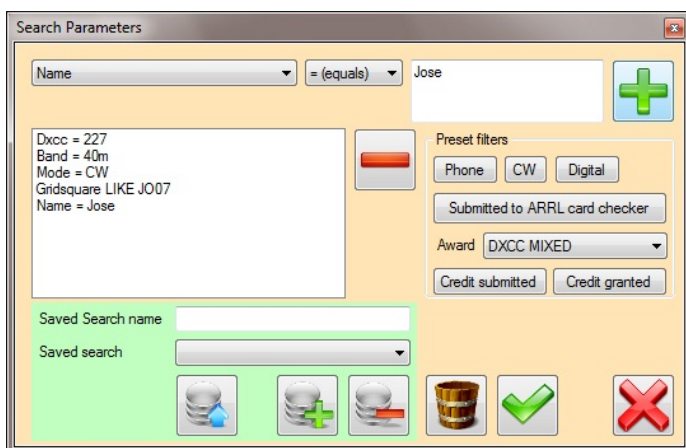 Search Parameters
Name
= (equals)
Jose
Dxcc = 227
Band = 40m
Mode = CW
Gridsquare LIKE JO07
Name = Jose
Preset filters
Phone
CW
Digital
Submitted to ARRL card checker
Award
DXCC MIXED
Credit submitted
Credit granted
Saved Search name
Saved search